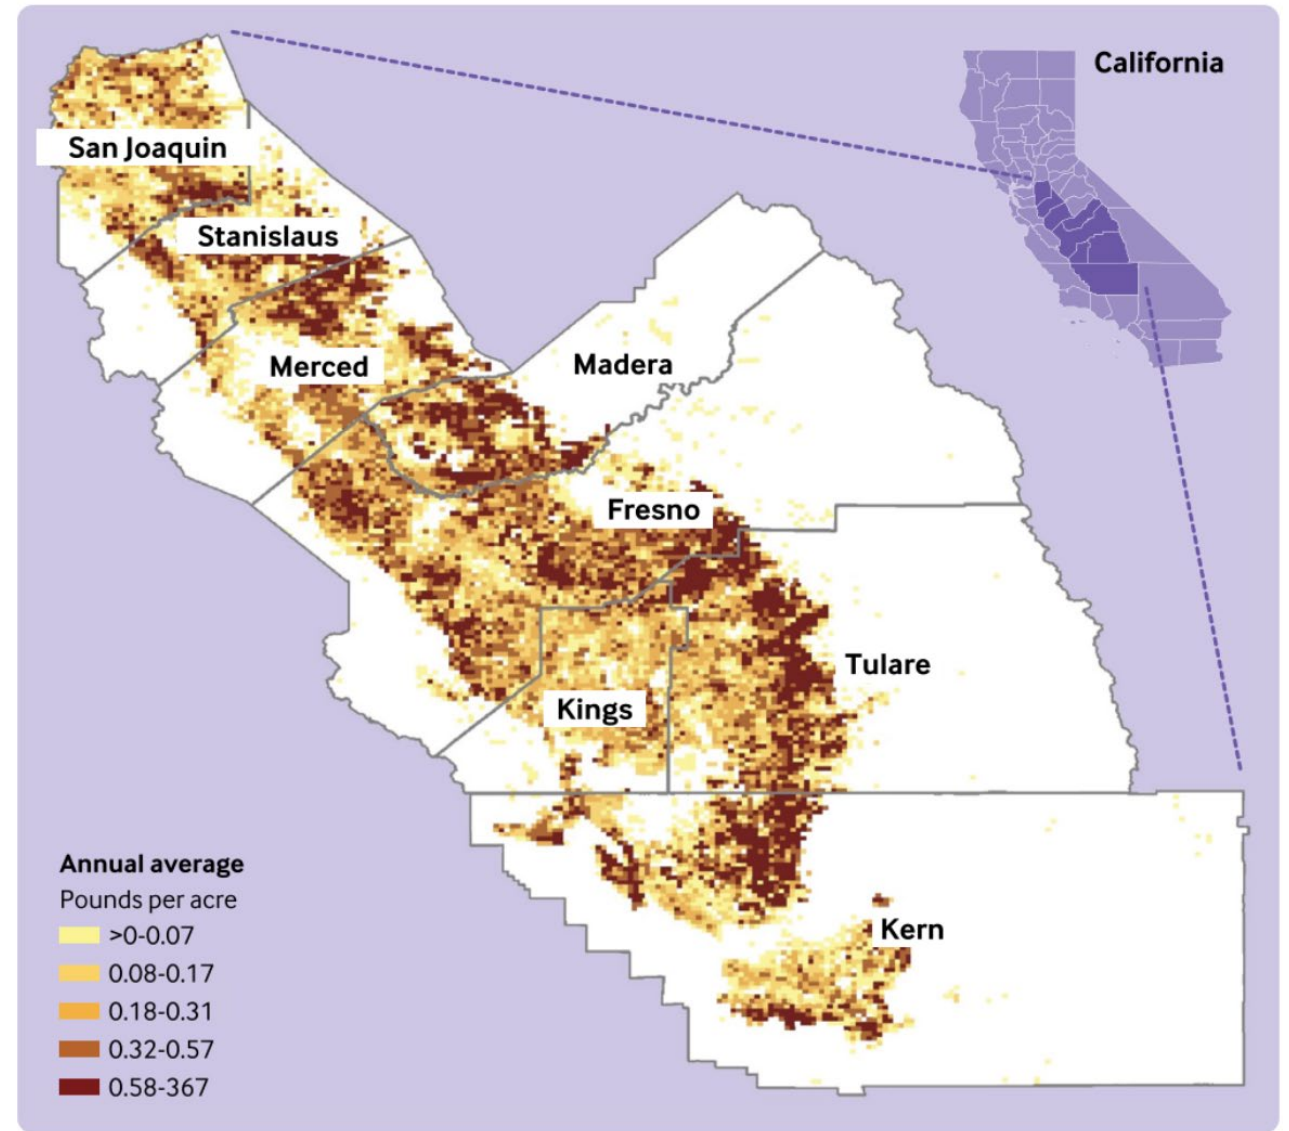 California
San Joaquin
Stanislaus
Merced
Madera
Fresno
Tulare
Kings
Kern
Annual average
Pounds per acre
>0-0.07
0.08-0.17
0.18-0.31
0.32-0.57
0.58-367